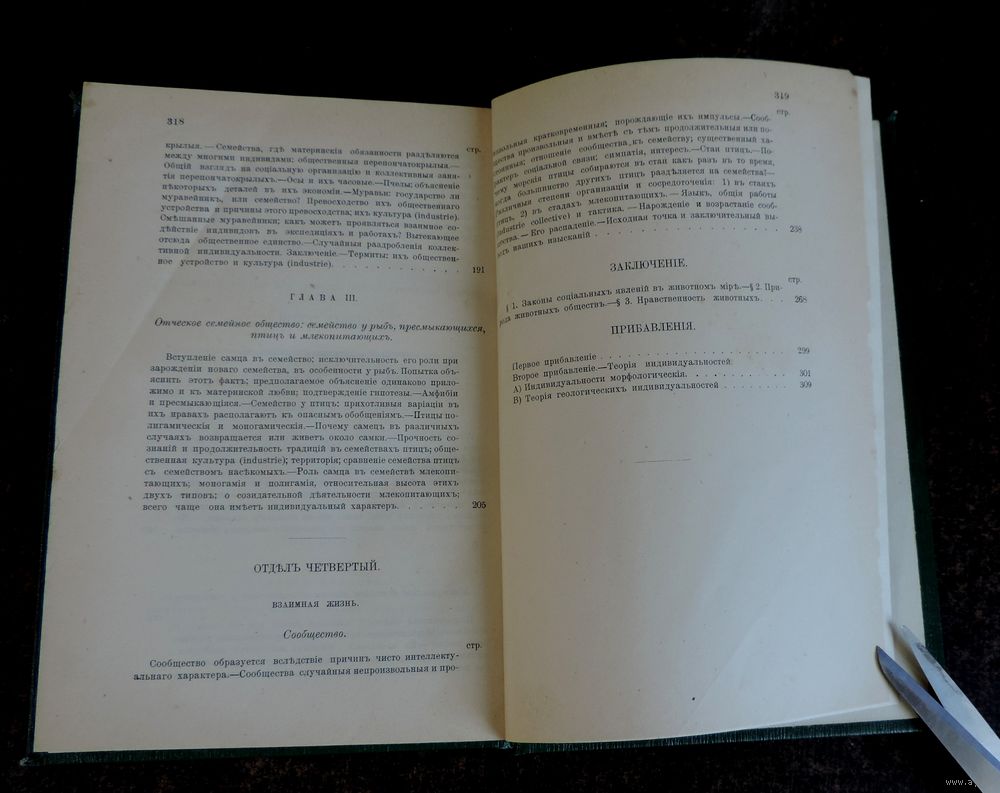 318
стр.
крылья. — Семейства, гдѣ материнскія обязанности раздѣляются
между многими индивидами: общественныя перепончатокрылыя.—
Общій взглядъ на соціальную организацію и коллективныя заня-
тія перепончатокрылыхъ.—Осы и ихъ часовые.—Пчелы: объясненіе
нѣкоторыхъ деталей въ ихъ экономіи.—Муравьи: государство ли
муравейникъ, или семейство? Превосходство ихъ общественнаго
устройства и причины этого превосходства; ихъ культура (industrie).
Смѣшанные муравейники; какъ можетъ проявляться взаимное со-
дѣйствіе индивидовъ въ экспедиціяхъ и работахъ? Вытекающее
отсюда общественное единство.—Случайныя раздробленія коллек-
тивной индивидуальности. Заключеніе.—Термиты: ихъ обществен-
ное устройство и культура (industrie). . . . . . . . . . . . 191
ГЛАВА III.
Отческое семейное общество: семейство у рыбъ, пресмыкающихся,
птицъ и млекопитающихъ.
Вступленіе самца въ семейство; исключительность его роли при
зарожденіи новаго семейства, въ особенности у рыбъ. Попытка объ-
яснить этотъ фактъ; предполагаемое объясненіе одинаково прило-
жимо и къ материнской любви; подтвержденіе гипотезы.—Амфибіи
и пресмыкающіяся.—Семейство у птицъ: прихотливыя варіаціи въ
ихъ нравахъ располагаютъ къ опаснымъ обобщеніямъ.—Птицы по-
лигамическія и моногамическія.—Почему самецъ въ различныхъ
случаяхъ возвращается или живетъ около самки.—Прочность со-
знаній и продолжительность традицій въ семействахъ птицъ; обще-
ственная культура (industrie); территорія; сравненіе семейства птицъ
съ семействомъ насѣкомыхъ.—Роль самца въ семействѣ млекопи-
тающихъ; моногамія и полигамія, относительная высота этихъ
двухъ типовъ; о созидательной дѣятельности млекопитающихъ;
всего чаще она имѣетъ индивидуальный характеръ. . . . . . 205
ОТДѢЛЪ ЧЕТВЕРТЫЙ.
ВЗАИМНАЯ ЖИЗНЬ.
Сообщество.
стр.
Сообщество образуется вслѣдствіе причинъ чисто интеллекту-
альнаго характера.—Сообщества случайныя непроизвольныя и про-
319
стр.
извольныя кратковременныя; порождающіе ихъ импульсы.—Сооб-
щества произвольныя и вмѣстѣ съ тѣмъ продолжительныя или по-
стоянныя; отношеніе сообщества къ семейству; существенный ха-
рактеръ соціальной связи; симпатія, интересъ.—Стаи птицъ.—По-
чему морскія птицы собираются въ стаи какъ разъ въ то время,
когда большинство другихъ птицъ раздѣляется на семейства—
Различныя степени организаціи и сосредоточенія: 1) въ стаяхъ
птицъ, 2) въ стадахъ млекопитающихъ.—Языкъ, общія работы
(industrie collective) и тактика. — Нарожденіе и возрастаніе сооб-
щества. — Его распаденіе.—Исходная точка и заключительный вы-
водъ нашихъ изысканій . . . . . . . . . . . . . . . . 238
ЗАКЛЮЧЕНІЕ.
стр.
§ 1. Законы соціальныхъ явленій въ животномъ мірѣ.—§ 2. При-
рода животныхъ обществъ.—§ 3. Нравственность животныхъ. . . 268
ПРИБАВЛЕНІЯ.
Первое прибавленіе . . . . . . . . . . . . . . . . . 299
Второе прибавленіе.—Теорія индивидуальностей:
А) Индивидуальности морфологическія. . . . . . . . . . 301
В) Теорія геологическихъ индивидуальностей . . . . . . . 309